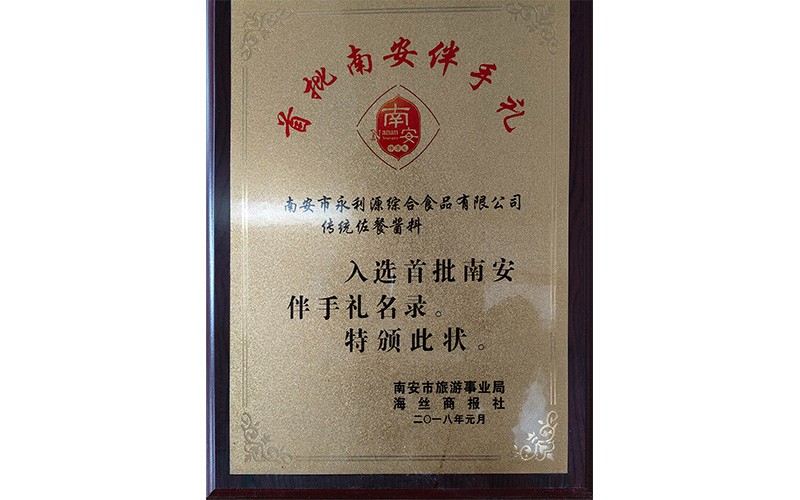 首批南安伴手礼
南安
Nanan
南安市永利源综合食品有限公司
传统佐餐酱料
入选首批南安
伴手礼名录。
特颁此状。
南安市旅游事业局
海丝商报社
二〇一八年元月